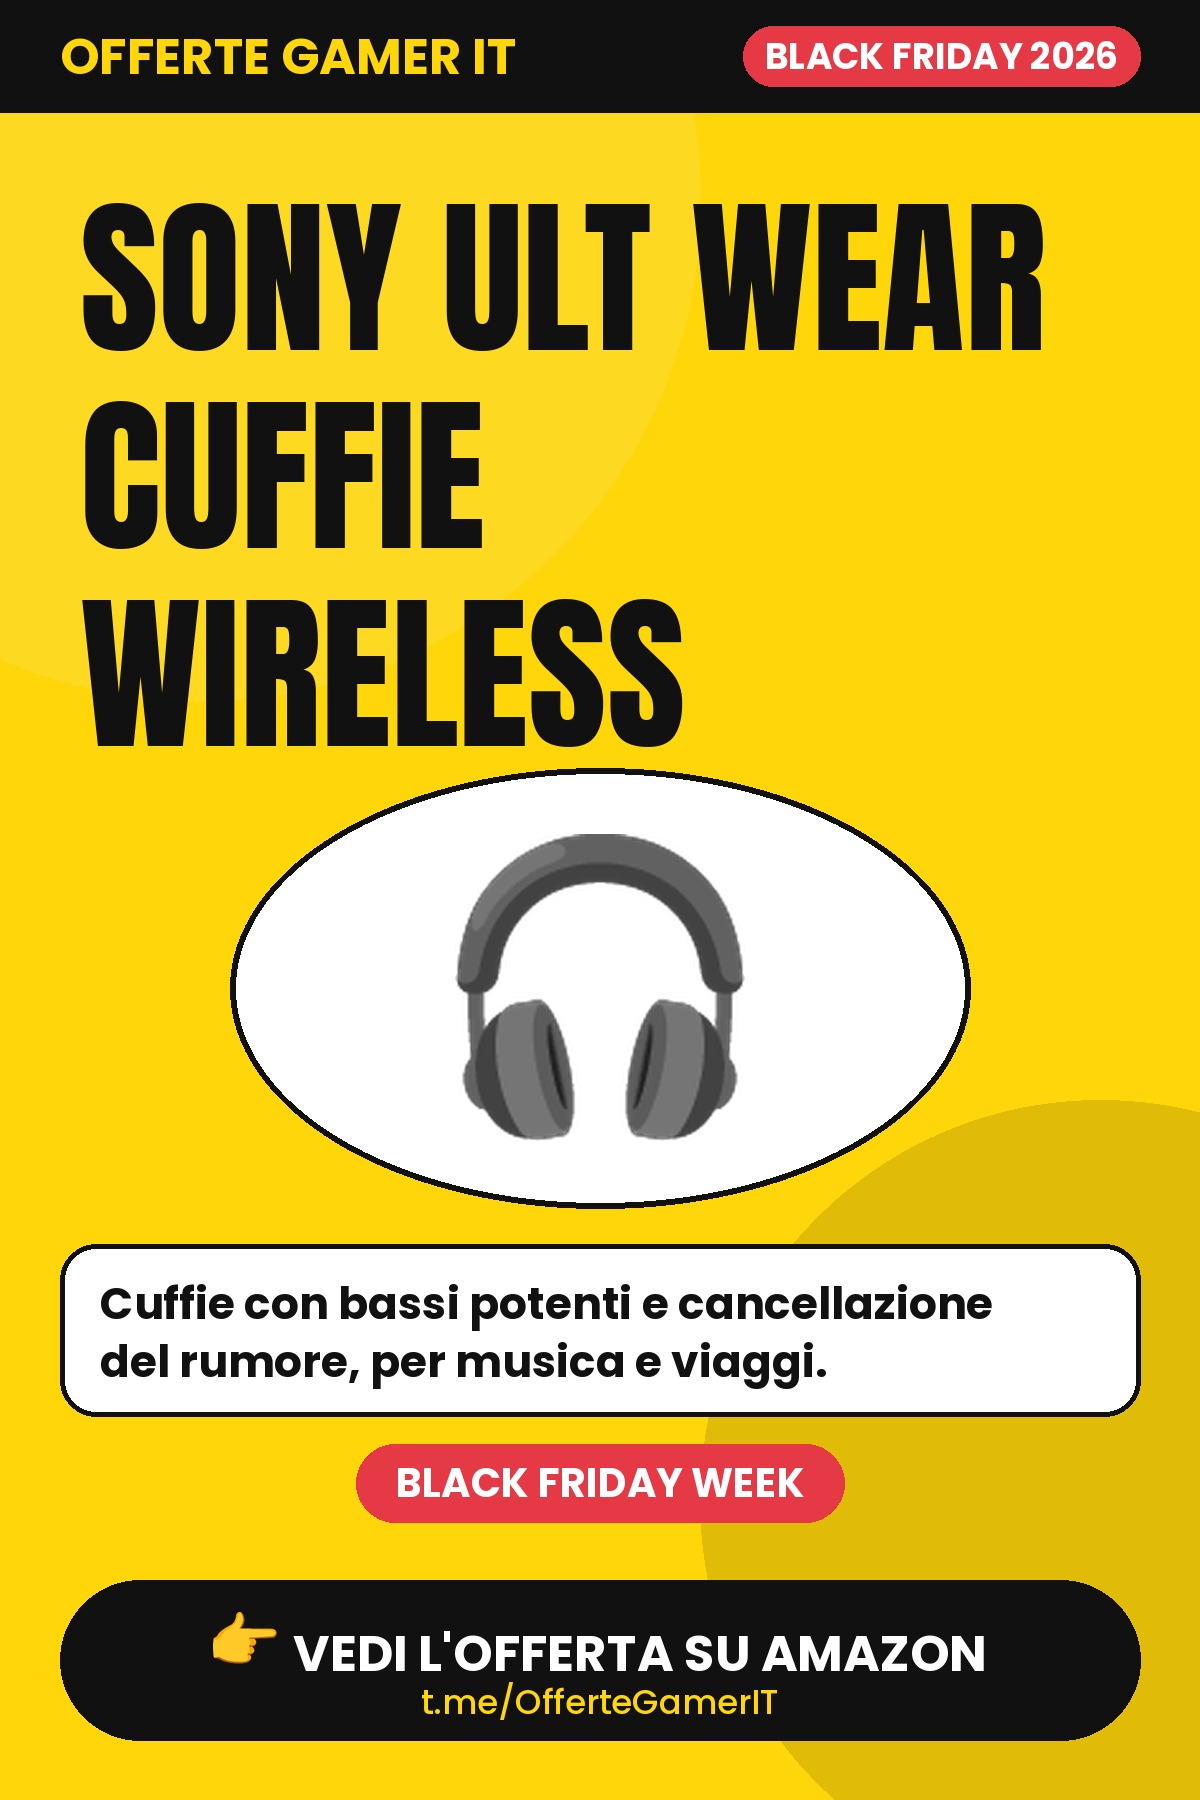 OFFERTE GAMER IT
BLACK FRIDAY 2026
SONY ULT WEAR
CUFFIE
WIRELESS
Cuffie con bassi potenti e cancellazione
del rumore, per musica e viaggi.
BLACK FRIDAY WEEK
👉 VEDI L'OFFERTA SU AMAZON
t.me/OfferteGamerIT